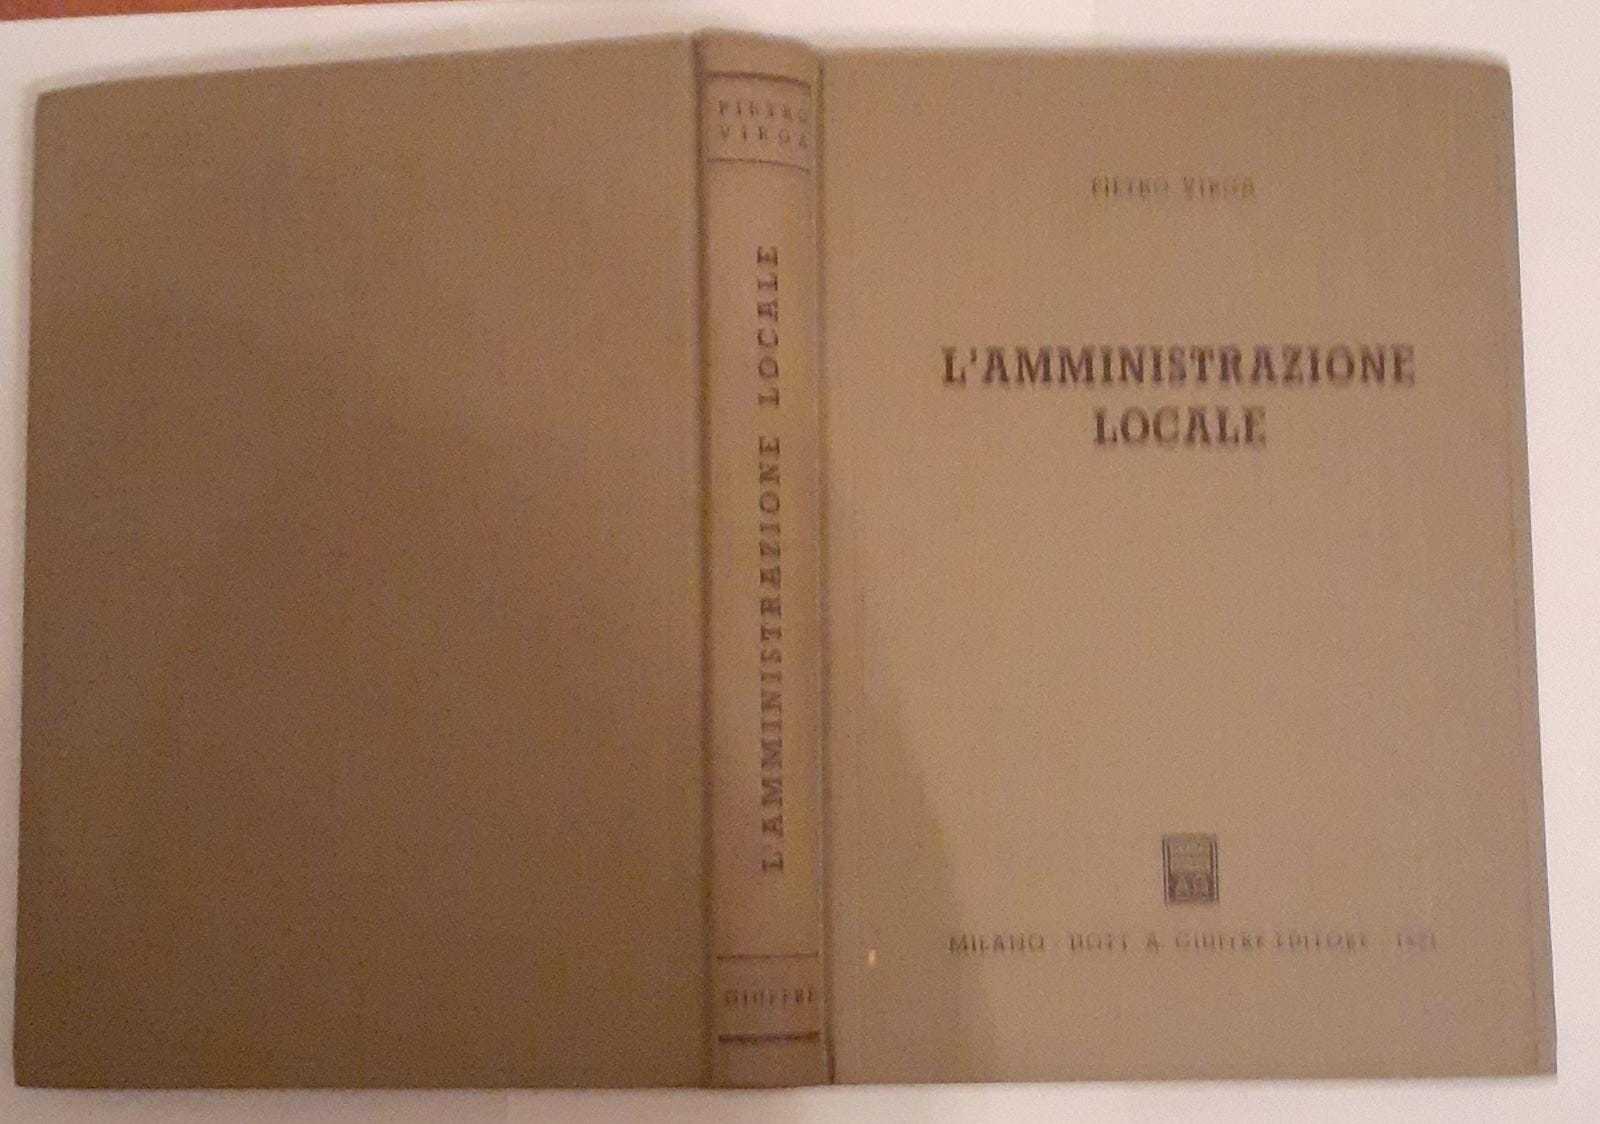 PIETRO
VIRGA
L'AMMINISTRAZIONE LOCALE
GIUFFRÈ
PIETRO VIRGA
L'AMMINISTRAZIONE
LOCALE
MILANO - DOTT. A. GIUFFRÈ EDITORE -